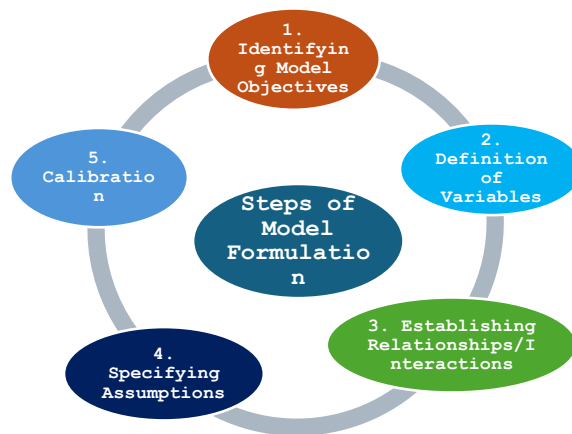 1.
Identifyin
g Model
Objectives
2.
Definition
of
Variables
3. Establishing
Relationships/I
nteractions
4.
Specifying
Assumptions
5.
Calibratio
n
Steps of
Model
Formulatio
n